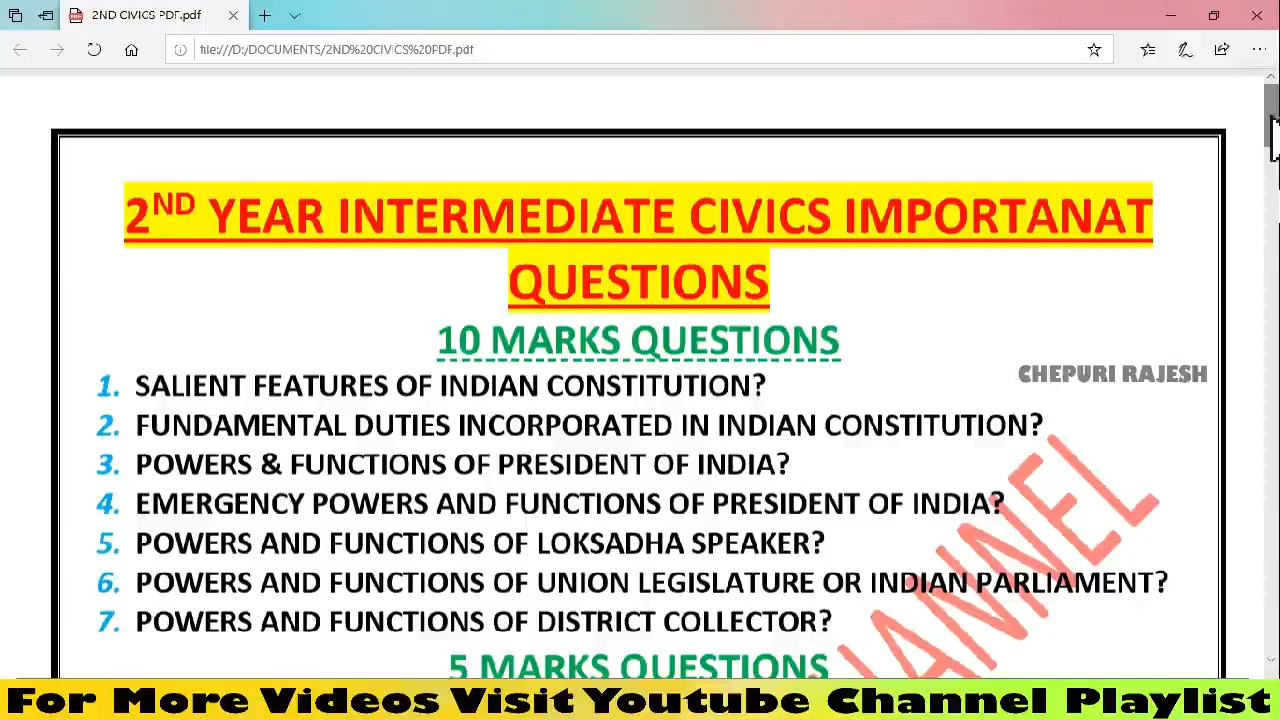 2ND CIVICS PDF.pdf
file:///D:/DOCUMENTS/2ND%20CIVICS%20PDF.pdf
2ND YEAR INTERMEDIATE CIVICS IMPORTANAT
QUESTIONS
10 MARKS QUESTIONS
CHEPURI RAJESH
1. SALIENT FEATURES OF INDIAN CONSTITUTION?
2. FUNDAMENTAL DUTIES INCORPORATED IN INDIAN CONSTITUTION?
3. POWERS & FUNCTIONS OF PRESIDENT OF INDIA?
4. EMERGENCY POWERS AND FUNCTIONS OF PRESIDENT OF INDIA?
5. POWERS AND FUNCTIONS OF LOKSADHA SPEAKER?
6. POWERS AND FUNCTIONS OF UNION LEGISLATURE OR INDIAN PARLIAMENT?
7. POWERS AND FUNCTIONS OF DISTRICT COLLECTOR?
5 MARKS QUESTIONS
For More Videos Visit Youtube Channel Playlist